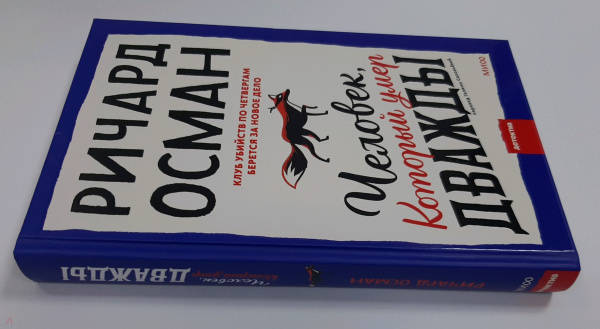 РИЧАРД
ОСМАН
КЛУБ УБИЙСТВ ПО ЧЕТВЕРГАМ
БЕРЕТСЯ ЗА НОВОЕ ДЕЛО
Человек,
Который умер
ДВАЖДЫ
МИФ
Детектив
Человек,
Который умер
ДВАЖДЫ
РИЧАРД ОСМАН